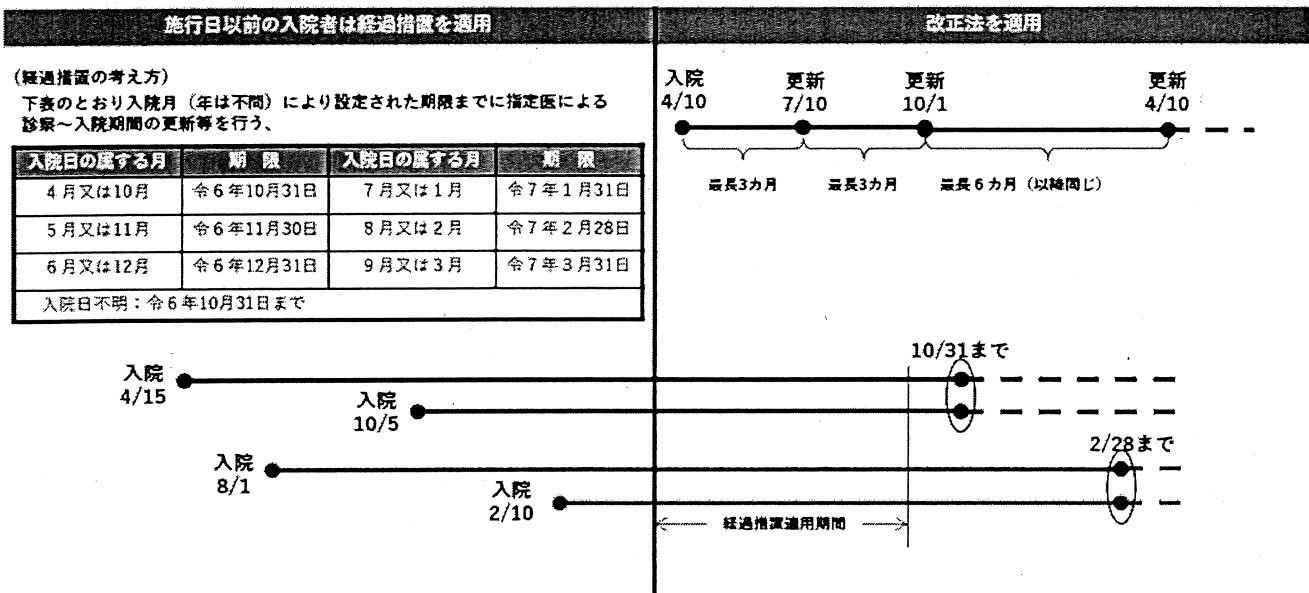 施行日以前の入院者は経過措置を適用
改正法を適用
(経過措置の考え方)
下表のとおり入院月(年は不問)により設定された期限までに指定医による
診察~入院期間の更新等を行う、
入院日の属する月 期 限 入院日の属する月 期 限
4月又は10月 令6年10月31日 7月又は1月 令7年1月31日
5月又は11月 令6年11月30日 8月又は2月 令7年2月28日
6月又は12月 令6年12月31日 9月又は3月 令7年3月31日
入院日不明:令6年10月31日まで
入院 更新 更新 更新
4/10 7/10 10/1 4/10
最長3カ月 最長3カ月 最長6カ月(以降同じ)
10/31まで
入院
4/15
入院
10/5
2/28まで
入院
8/1
入院
2/10
経過措置適用期間